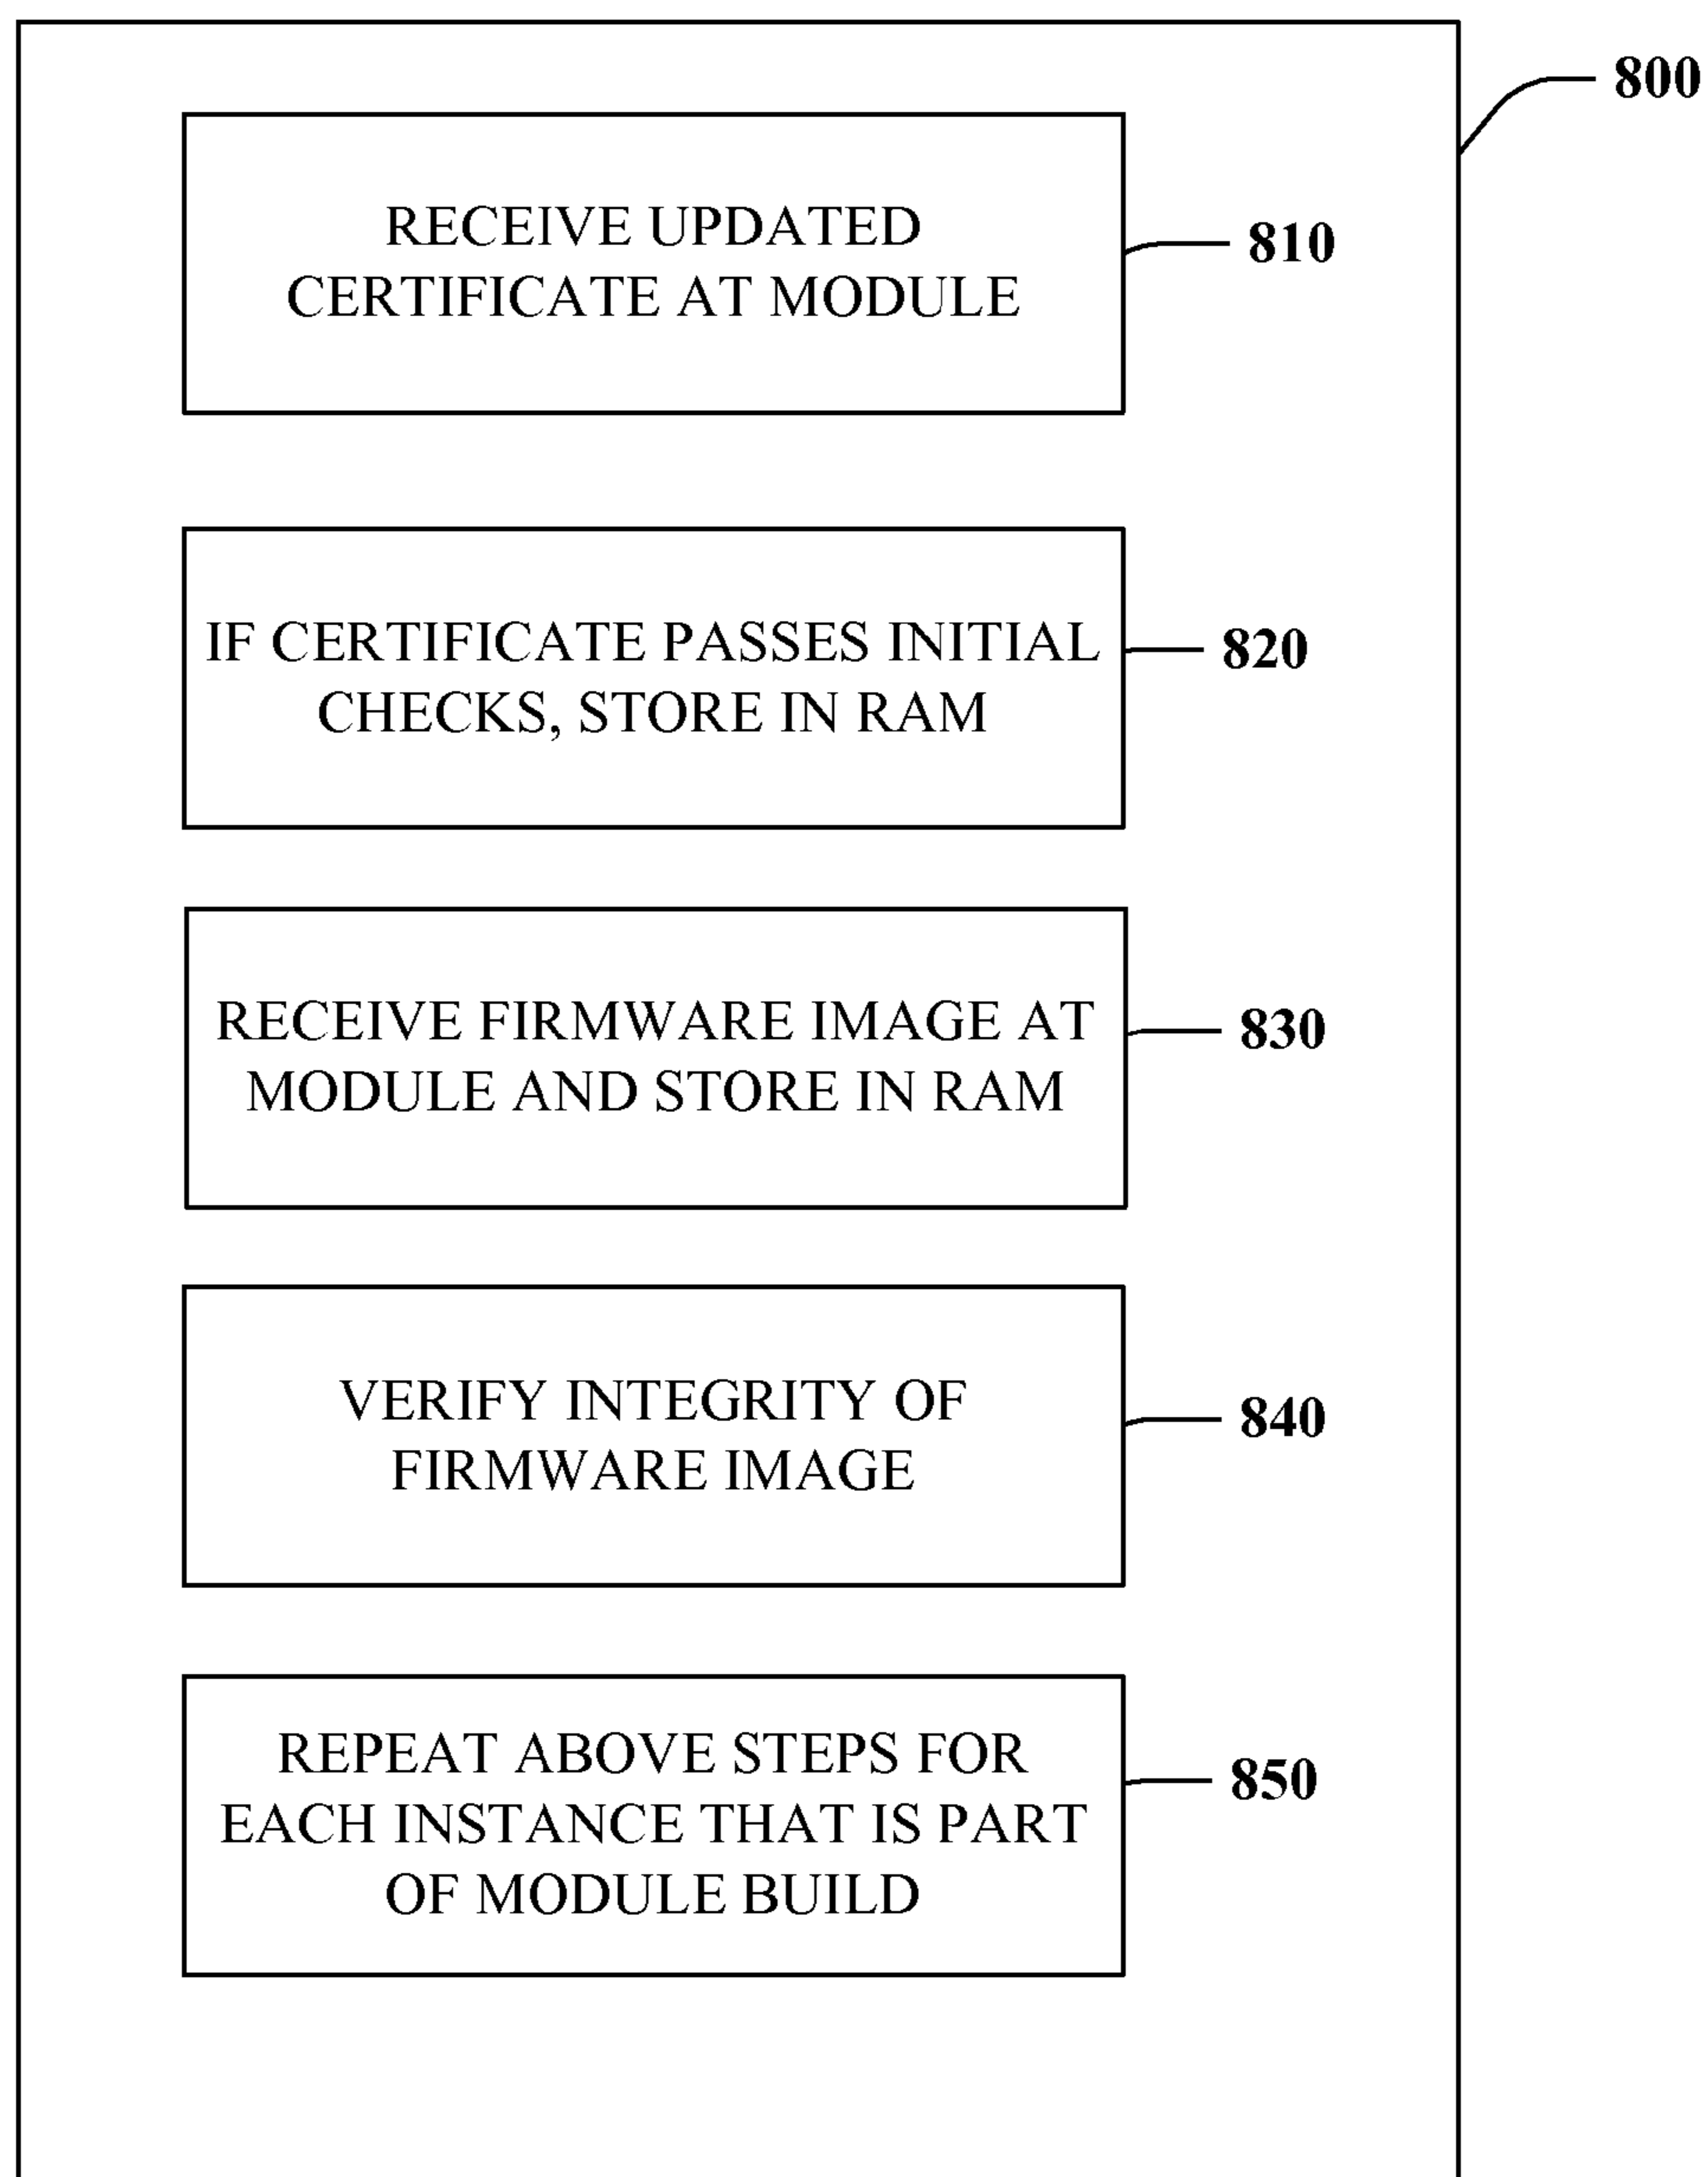 800
RECEIVE UPDATED
CERTIFICATE AT MODULE
810
IF CERTIFICATE PASSES INITIAL
CHECKS, STORE IN RAM
820
RECEIVE FIRMWARE IMAGE AT
MODULE AND STORE IN RAM
830
VERIFY INTEGRITY OF
FIRMWARE IMAGE
840
REPEAT ABOVE STEPS FOR
EACH INSTANCE THAT IS PART
OF MODULE BUILD
850